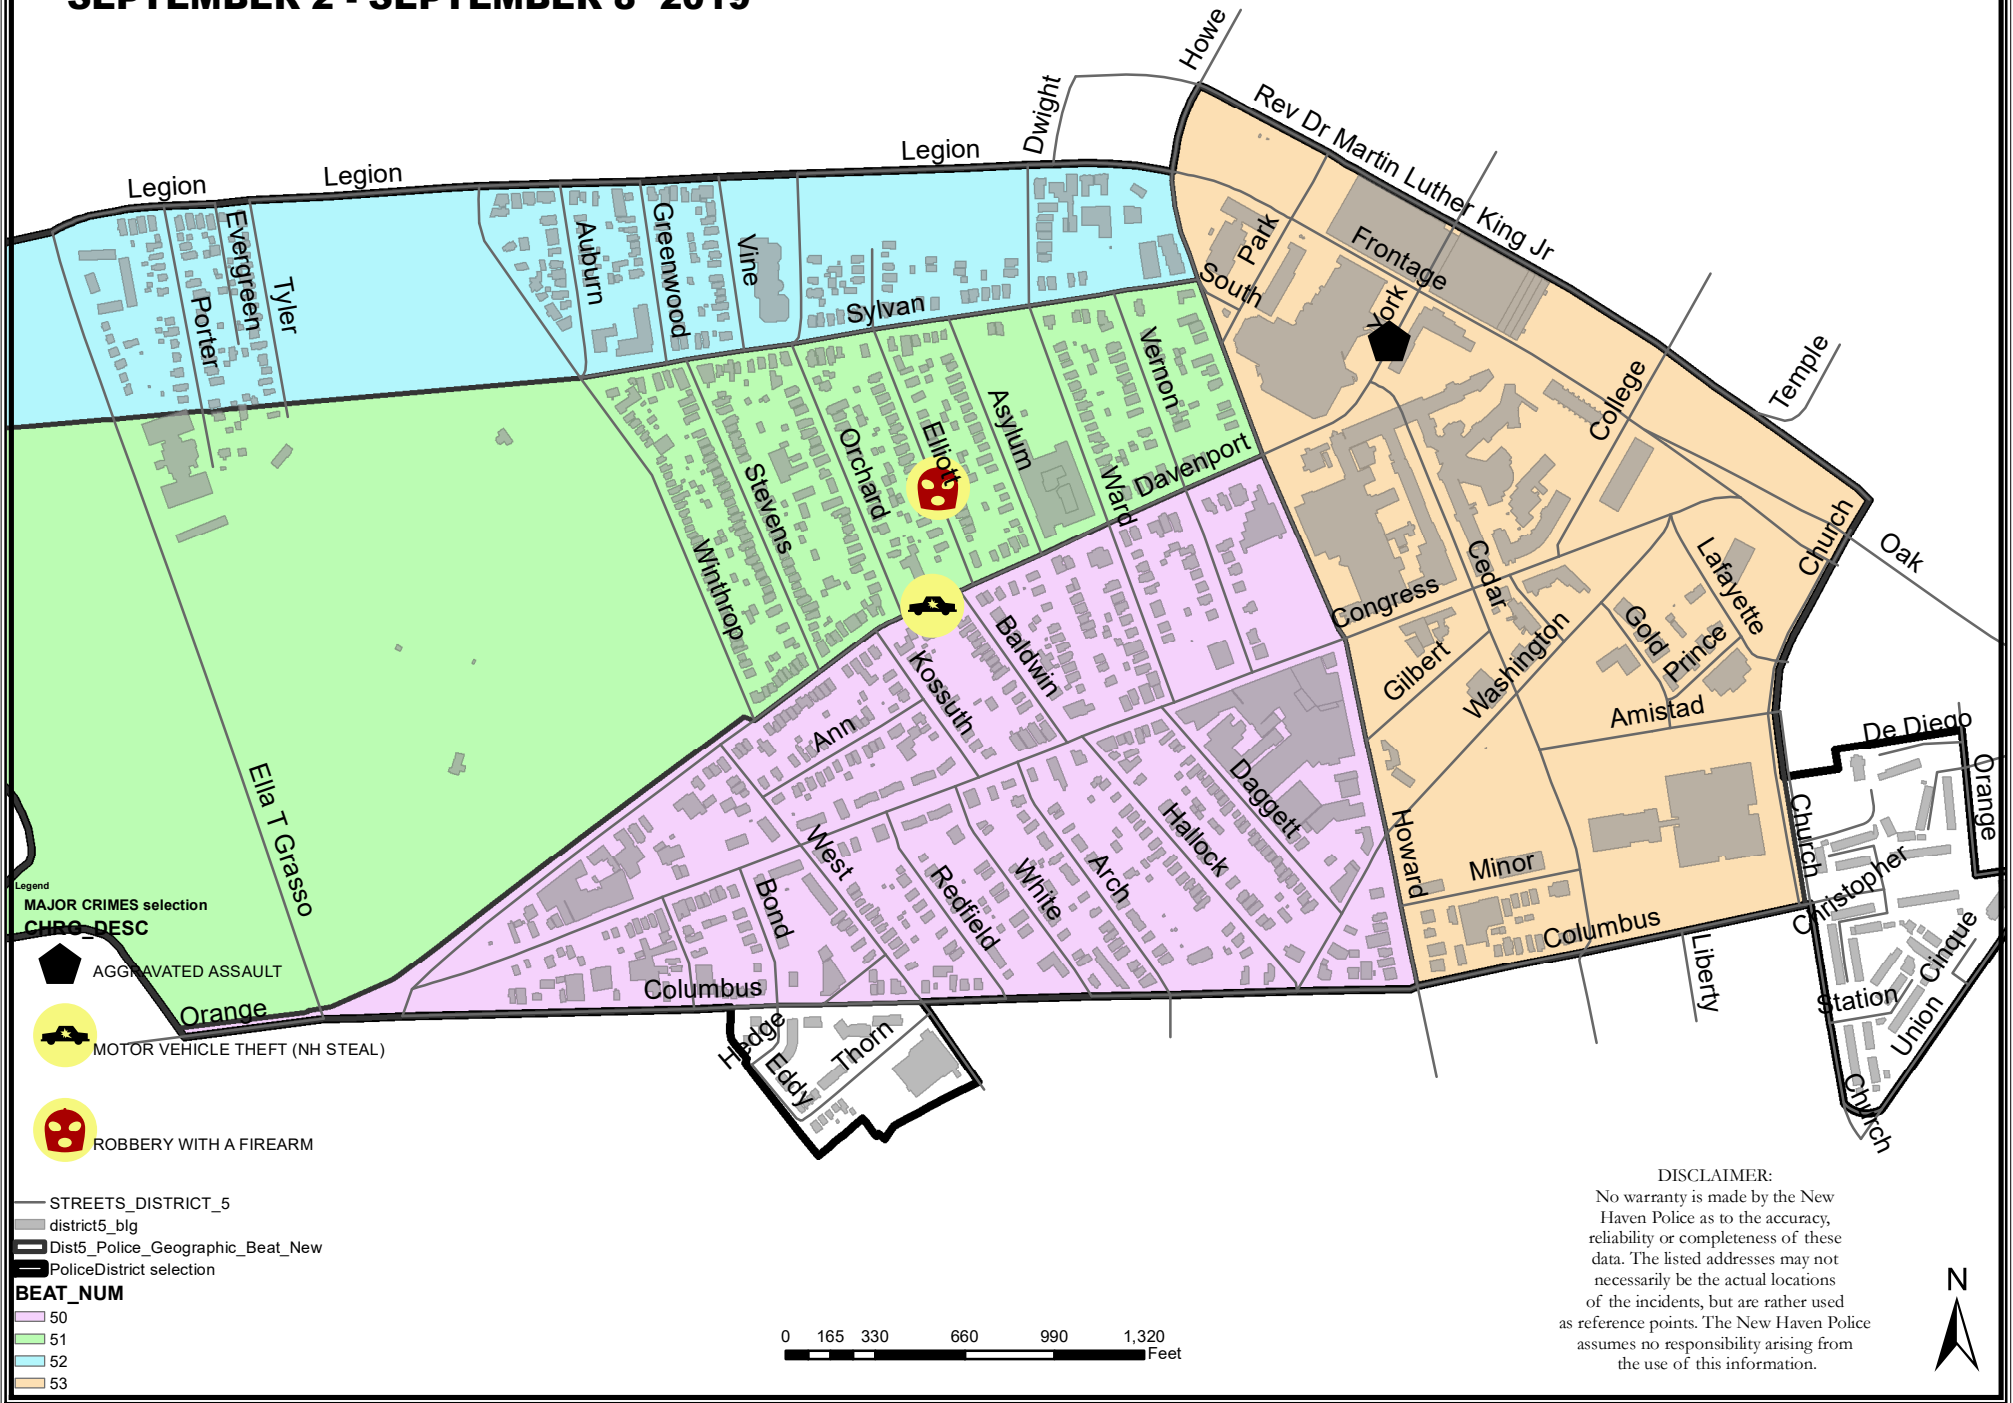 SEPTEMBER 2 - SEPTEMBER 8 2019
Howe
Rev Dr Martin Luther King Jr
Dwight
Legion
Legion
Legion
Evergreen
Porter
Tyler
Auburn
Greenwood
Vine
Sylvan
Park
South
Frontage
York
College
Temple
Vernon
Asylum
Elliott
Orchard
Stevens
Winthrop
Ward
Davenport
Church
Oak
Lafayette
Cedar
Congress
Gilbert
Washington
Gold
Prince
Amistad
Baldwin
Kossuth
Ann
Ella T Grasso
West
Bond
Redfield
White
Arch
Hallock
Daggett
Howard
Minor
Columbus
Columbus
De Diego
Orange
Church
Christopher
Cinque
Station
Union
Church
Liberty
Orange
Hedge
Eddy
Thorn
Legend
MAJOR CRIMES selection
CHRG_DESC
AGGRAVATED ASSAULT
MOTOR VEHICLE THEFT (NH STEAL)
ROBBERY WITH A FIREARM
STREETS_DISTRICT_5
district5_blg
Dist5_Police_Geographic_Beat_New
PoliceDistrict selection
BEAT_NUM
50
51
52
53
0 165 330 660 990 1,320
Feet
DISCLAIMER:
No warranty is made by the New
Haven Police as to the accuracy,
reliability or completeness of these
data. The listed addresses may not
necessarily be the actual locations
of the incidents, but are rather used
as reference points. The New Haven Police
assumes no responsibility arising from
the use of this information.
N